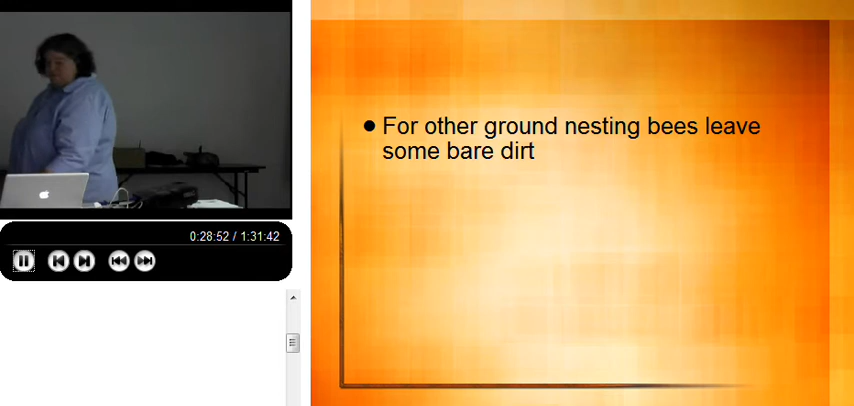 ● For other ground nesting bees leave
some bare dirt
0:28:52 / 1:31:42